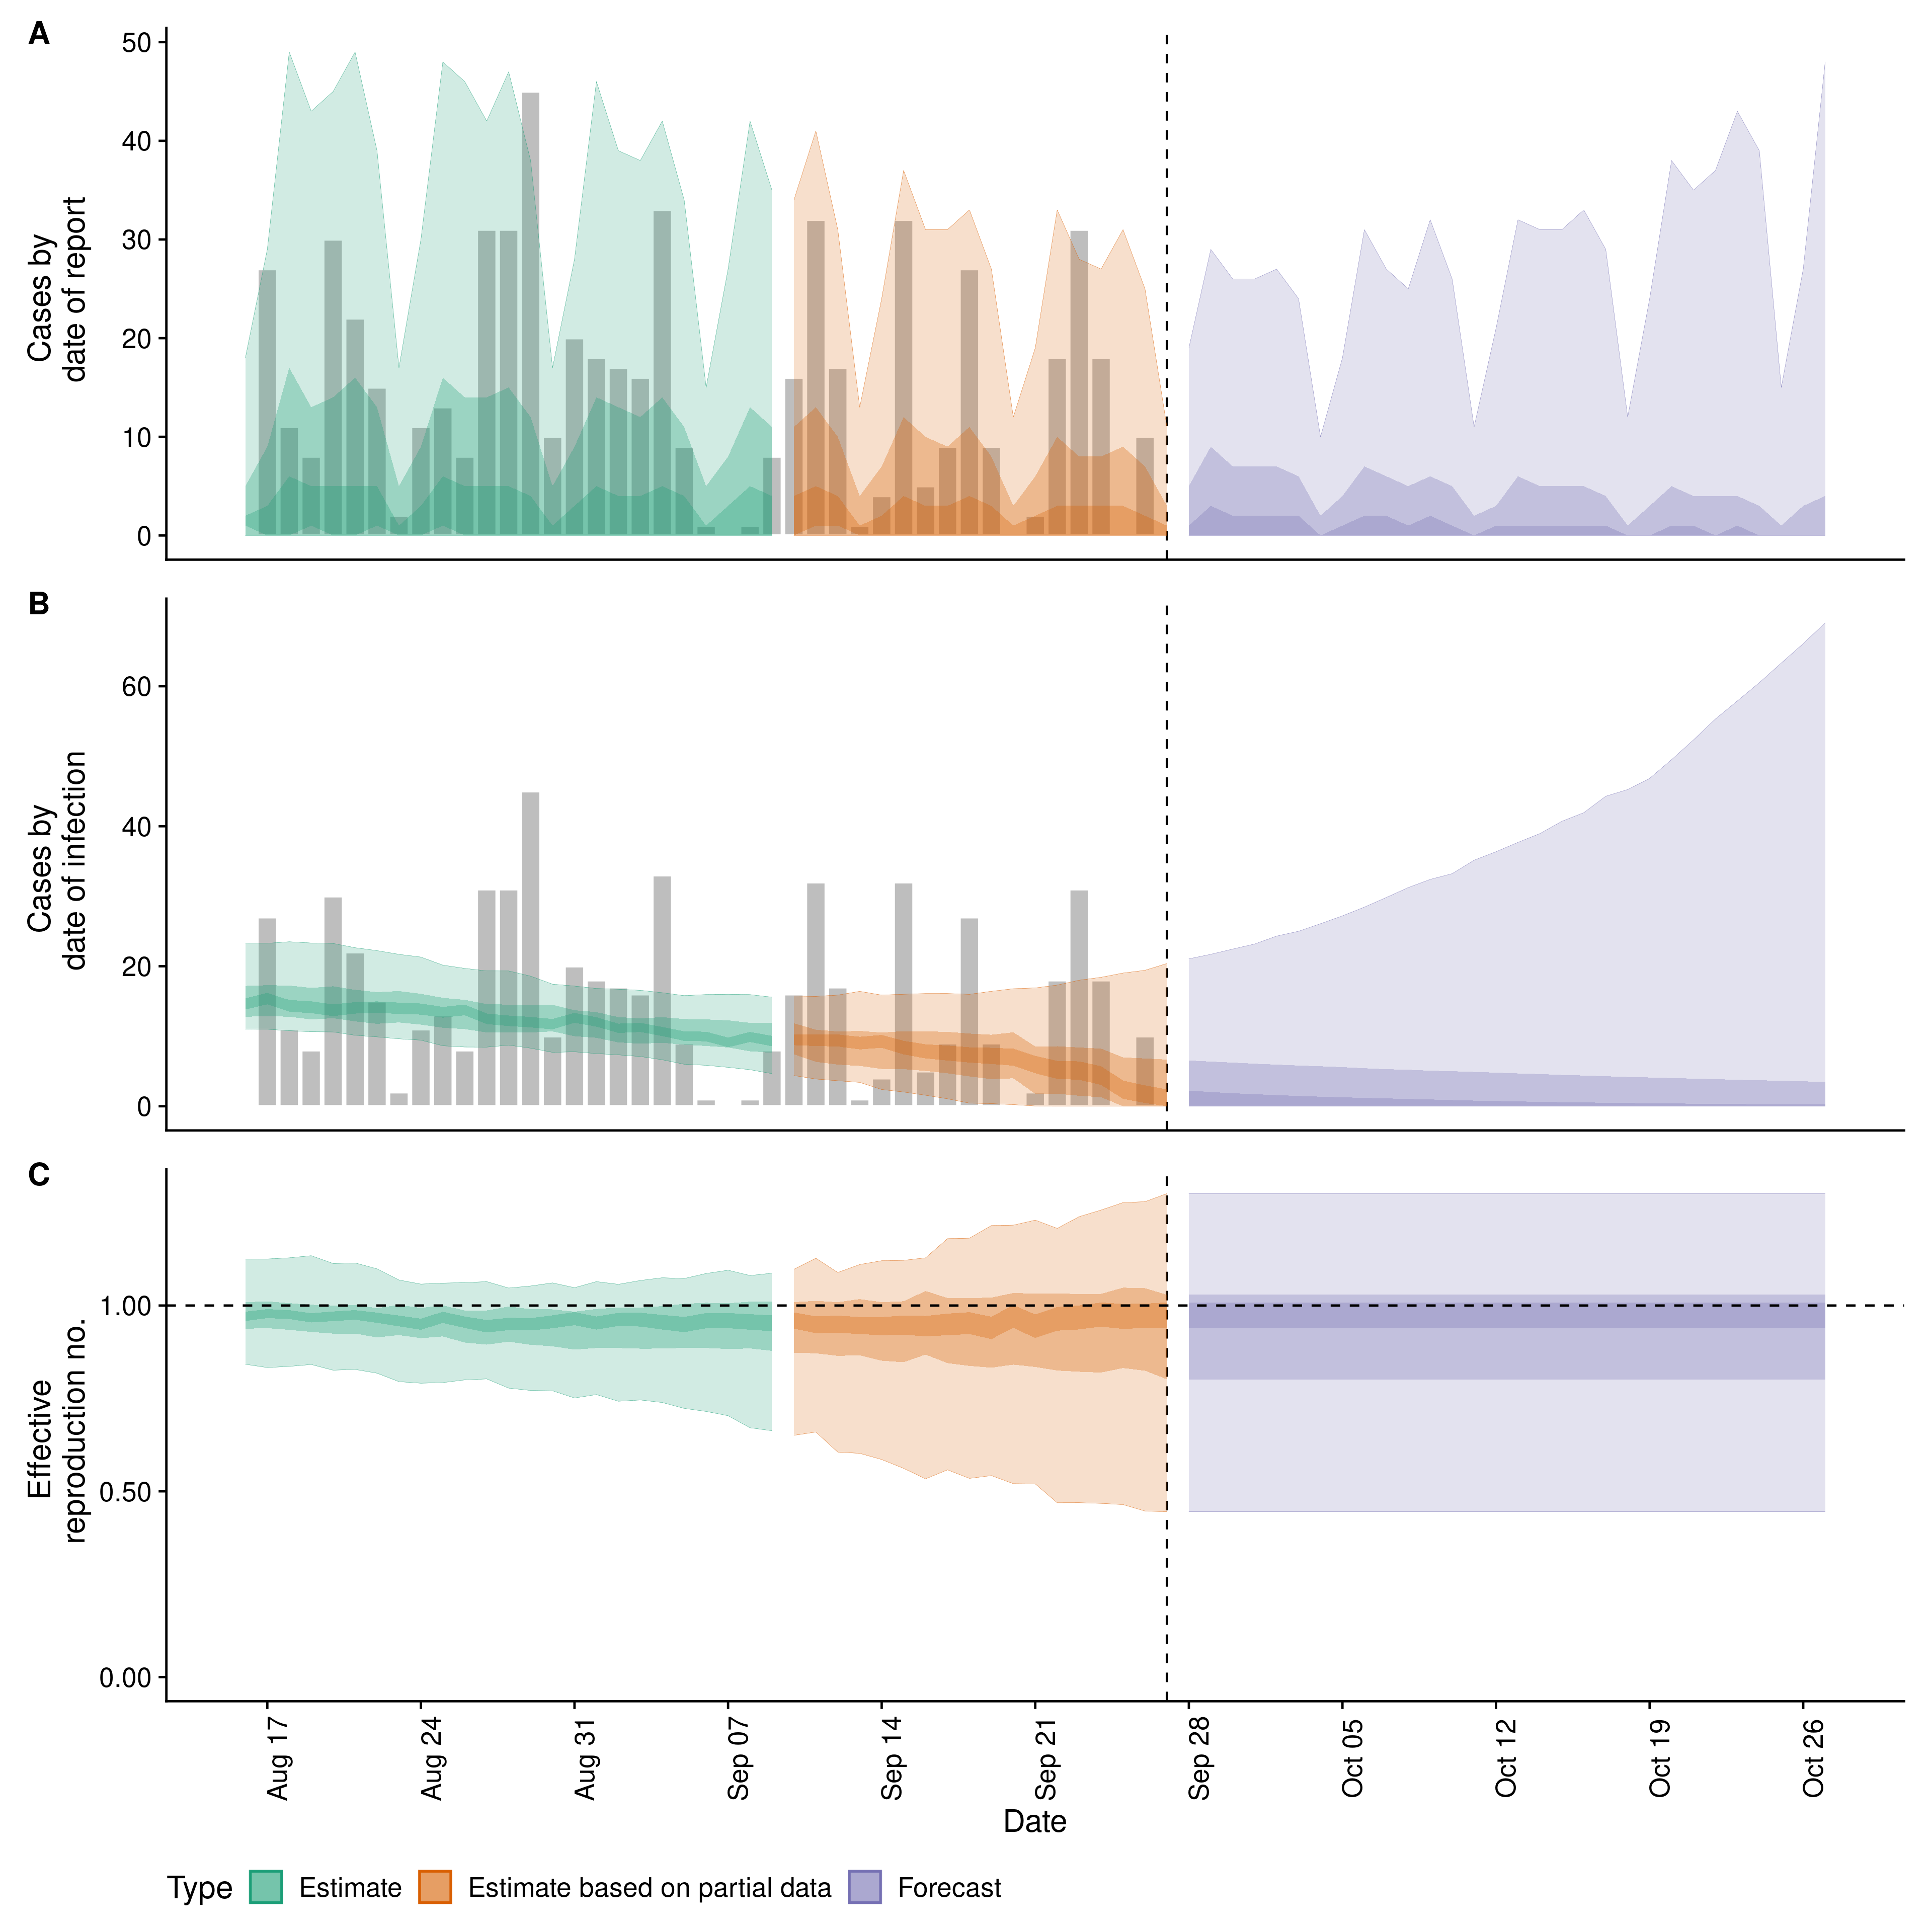 A
50
40
30
20
10
0
Cases by
date of report
B
60
40
20
0
Cases by
date of infection
C
1.00
0.50
0.00
Effective
reproduction no.
Aug 17
Aug 24
Aug 31
Sep 07
Sep 14
Sep 21
Sep 28
Oct 05
Oct 12
Oct 19
Oct 26
Date
Type Estimate Estimate based on partial data Forecast